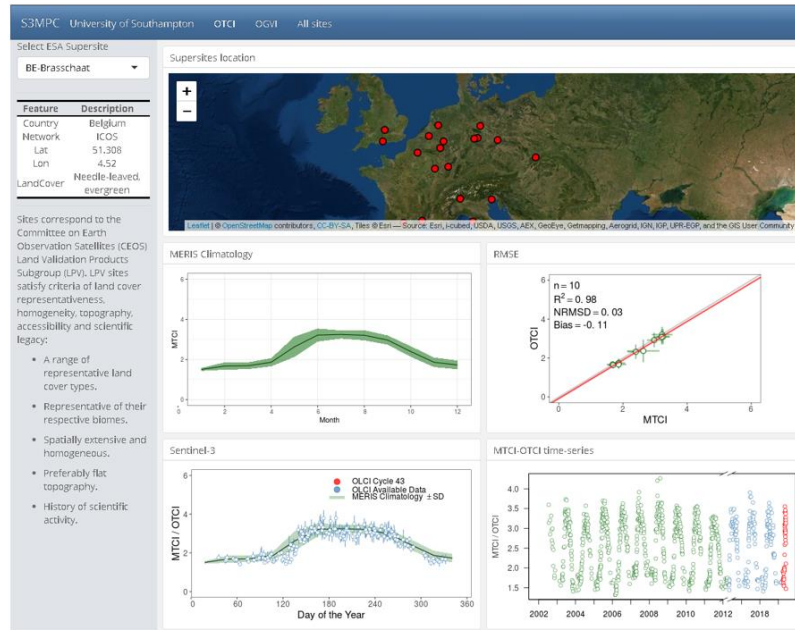 S3MPC University of Southampton OTCI OGVI All sites
Select ESA Supersite
BE-Brasschaat
Feature Description
Country Belgium
Network ICOS
Lat 51.308
Lon 4.52
LandCover Needle-leaved, evergreen
Sites correspond to the
Committee on Earth
Observation Satellites (CEOS)
Land Validation Products
Subgroup (LPV). LPV sites
satisfy criteria of land cover
representativeness,
homogeneity, topography,
accessibility and scientific
legacy:
• A range of
representative land
cover types.
• Representative of their
respective biomes.
• Spatially extensive and
homogeneous.
• Preferably flat
topography.
• History of scientific
activity.
Supersites location
+
−
Leaflet | © OpenStreetMap contributors, CC-BY-SA, Tiles © Esri — Source: Esri, i-cubed, USDA, USGS, AEX, GeoEye, Getmapping, Aerogrid, IGN, IGP, UPR-EGP, and the GIS User Community
MERIS Climatology
MTCI
6
4
2
0
0 2 4 6 8 10 12
Month
RMSE
n = 10
R² = 0.98
NRMSD = 0.03
Bias = -0.11
OTCI
6
4
2
0
0 2 4 6
MTCI
Sentinel-3
OLCI Cycle 43
OLCI Available Data
MERIS Climatology ±SD
MTCI / OTCI
6
4
2
0
0 60 120 180 240 300 360
Day of the Year
MTCI-OTCI time-series
MTCI / OTCI
4.0
3.5
3.0
2.5
2.0
1.5
2002 2004 2006 2008 2010 2012 2018